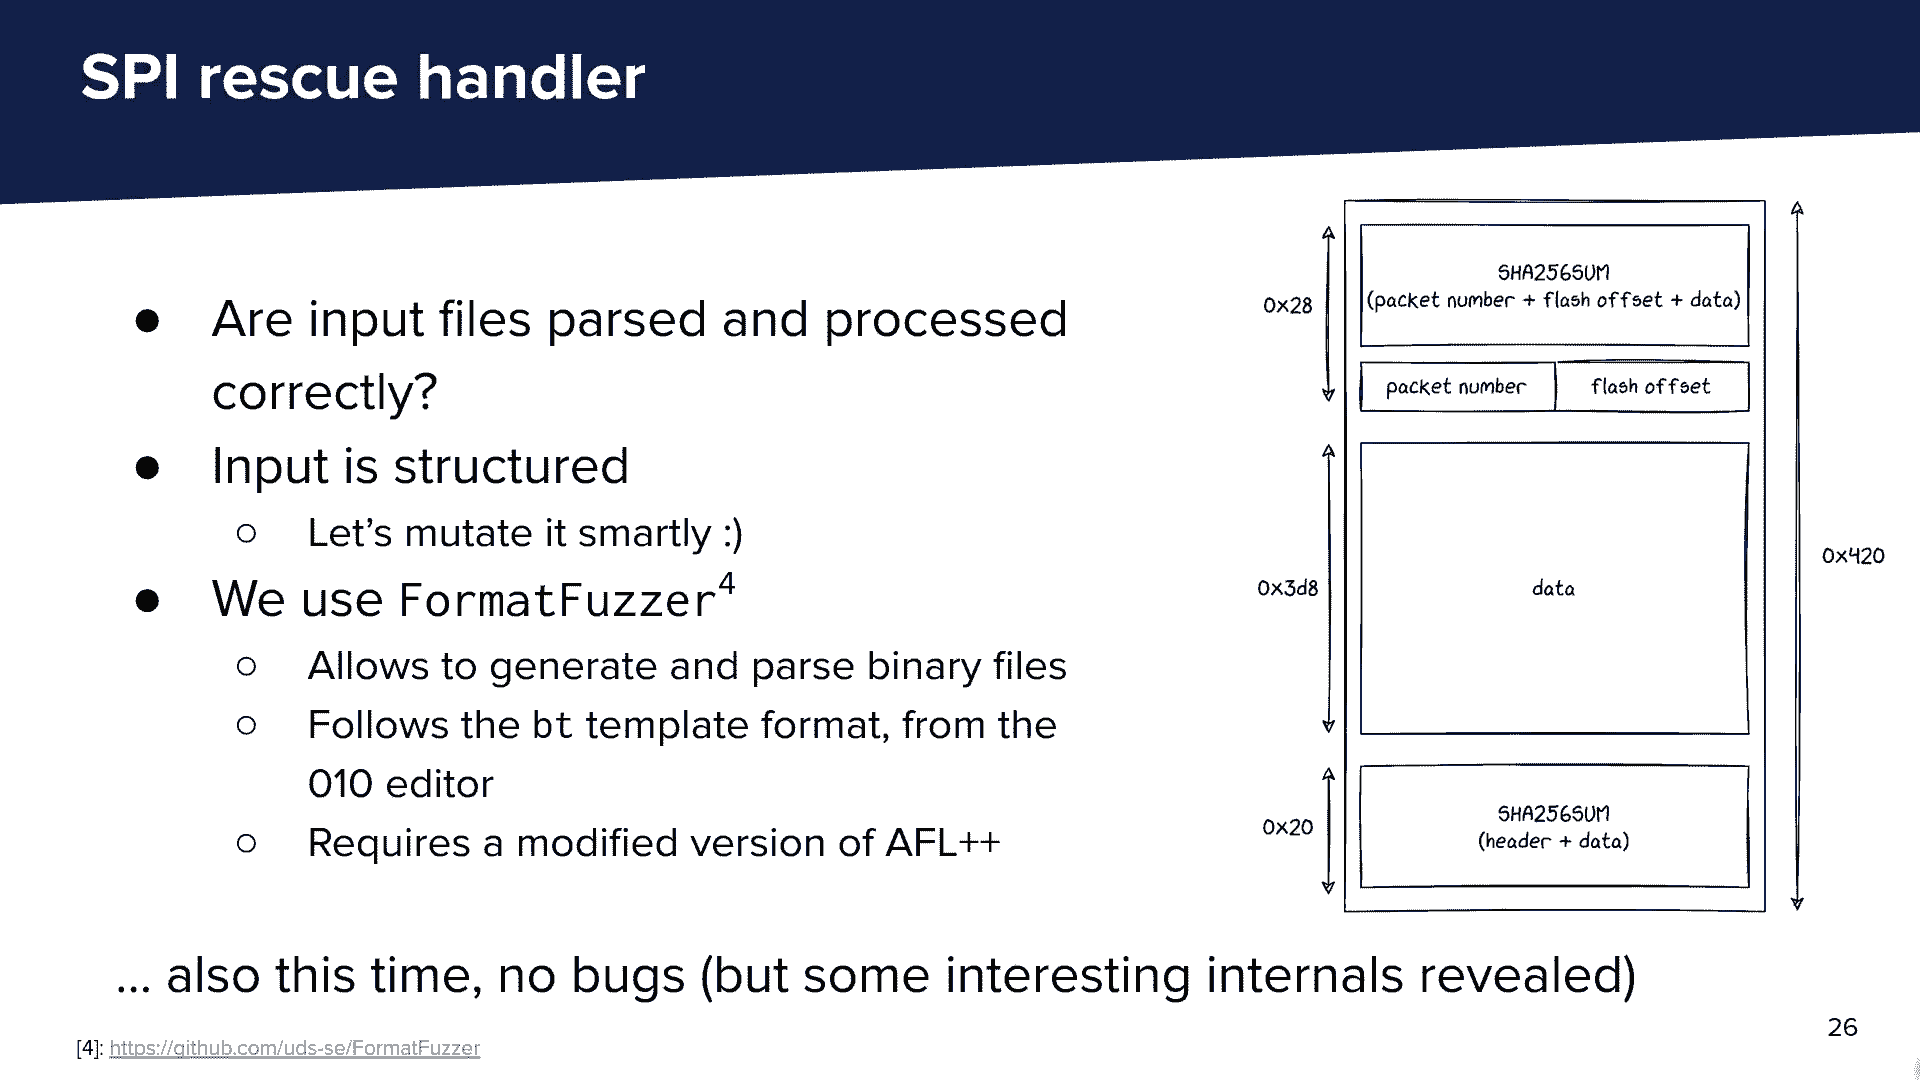 SPI rescue handler
● Are input files parsed and processed
correctly?
● Input is structured
○ Let's mutate it smartly :)
● We use FormatFuzzer⁴
○ Allows to generate and parse binary files
○ Follows the bt template format, from the
010 editor
○ Requires a modified version of AFL++
0x28
SHA256SUM
(packet number + flash offset + data)
packet number
flash offset
0x3d8
data
0x420
0x20
SHA256SUM
(header + data)
... also this time, no bugs (but some interesting internals revealed)
[4]: https://github.com/uds-se/FormatFuzzer
26